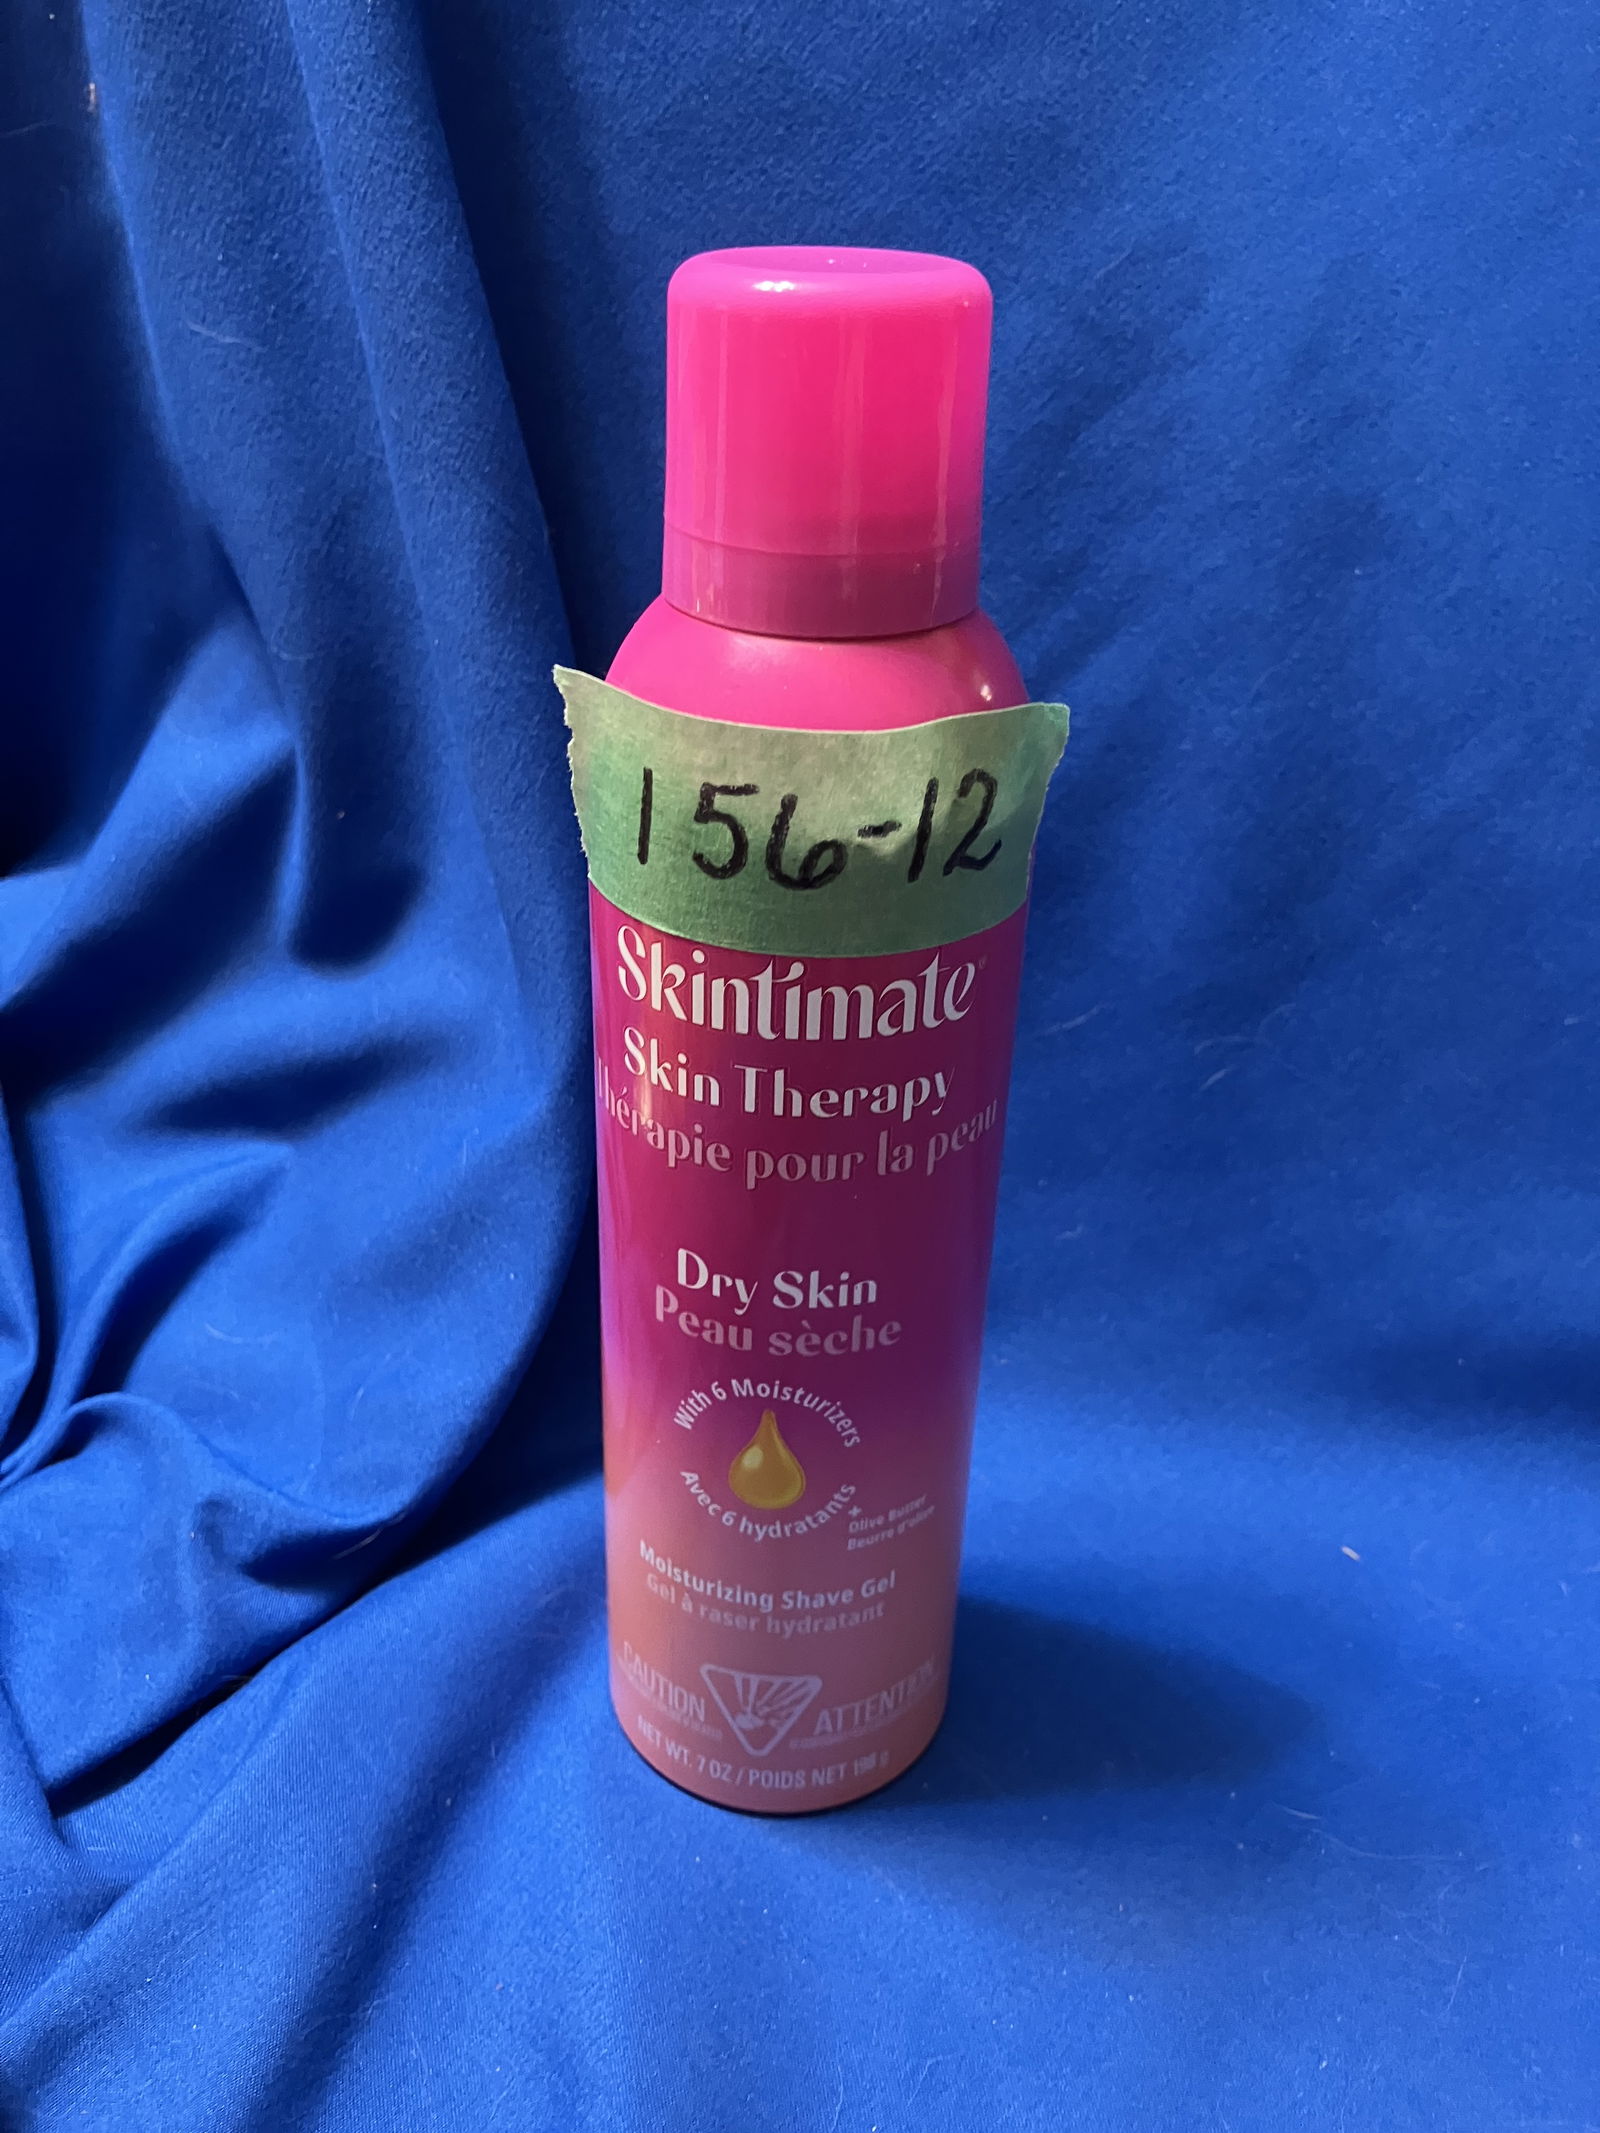 156-12
Skintimate
Skin Therapy
Thérapie pour la peau
Dry Skin
Peau sèche
With 6 Moisturizers
Avec 6 hydratants
+
Olive Butter
Beurre d'olive
Moisturizing Shave Gel
Gel à raser hydratant
CAUTION
ATTENTION
NET WT. 7 OZ / POIDS NET 198 g